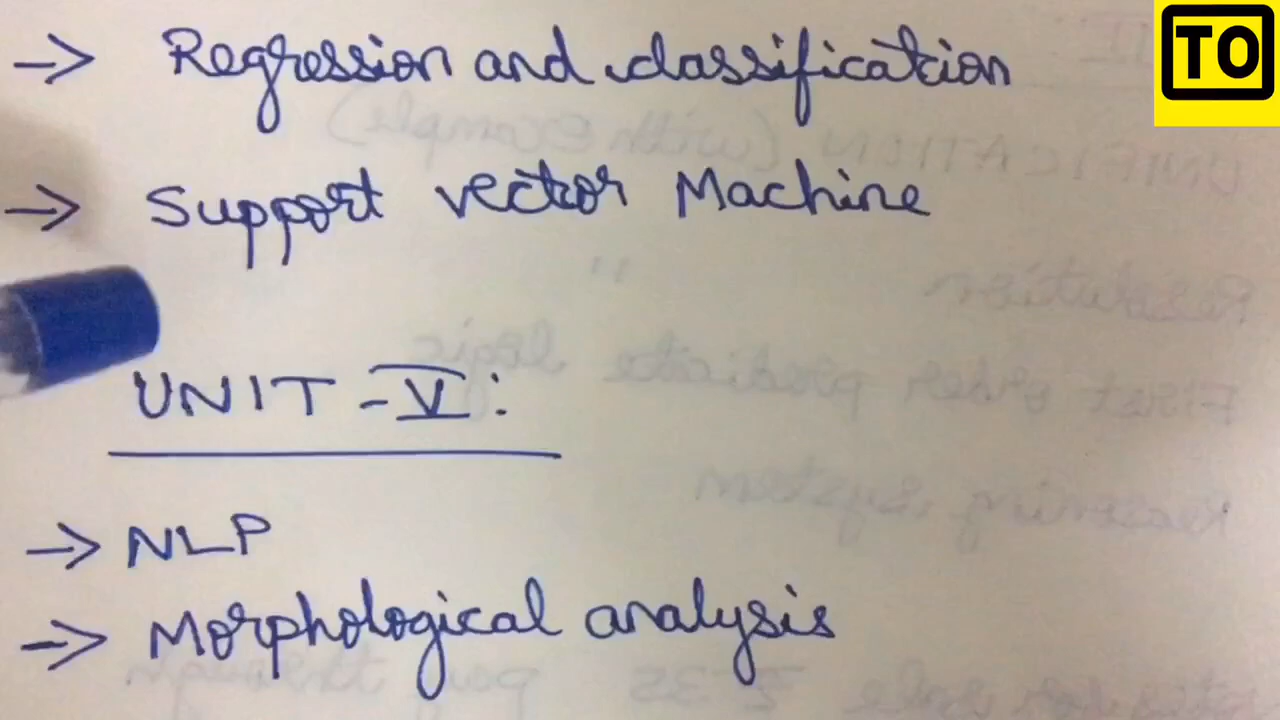 → Regression and classification
TO
→ Support vector Machine
UNIT - V:
→ NLP
→ Morphological analysis